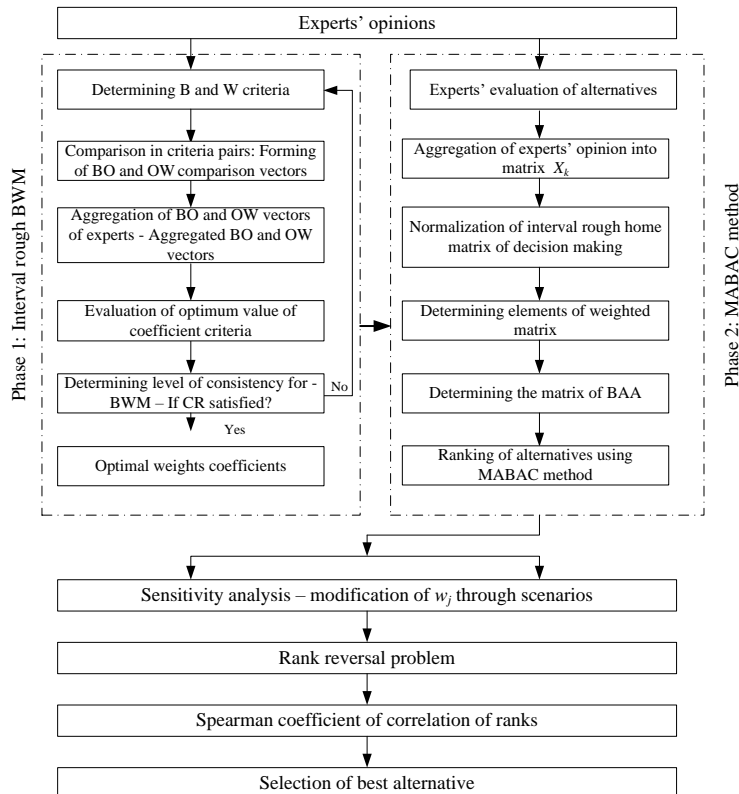 Experts’ opinions
Phase 1: Interval rough BWM
Determining B and W criteria
Comparison in criteria pairs: Forming
of BO and OW comparison vectors
Aggregation of BO and OW vectors
of experts - Aggregated BO and OW
vectors
Evaluation of optimum value of
coefficient criteria
Determining level of consistency for -
BWM – If CR satisfied?
No
Yes
Optimal weights coefficients
Experts’ evaluation of alternatives
Aggregation of experts’ opinion into
matrix X_k
Normalization of interval rough home
matrix of decision making
Determining elements of weighted
matrix
Determining the matrix of BAA
Ranking of alternatives using
MABAC method
Phase 2: MABAC method
Sensitivity analysis – modification of w_j through scenarios
Rank reversal problem
Spearman coefficient of correlation of ranks
Selection of best alternative